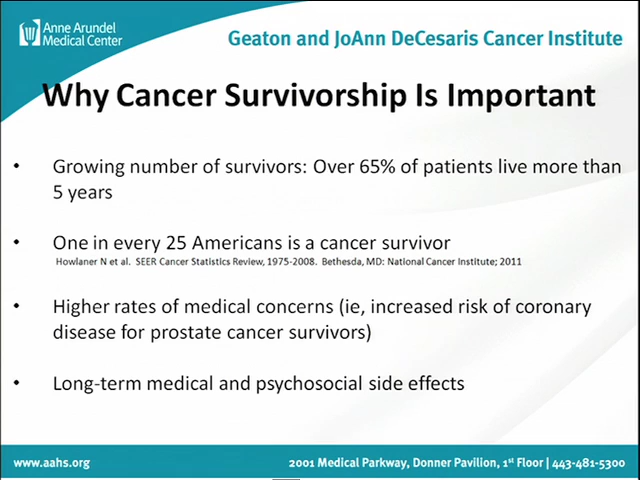 Anne Arundel
Medical Center
Geaton and JoAnn DeCesaris Cancer Institute
Why Cancer Survivorship Is Important
• Growing number of survivors: Over 65% of patients live more than
5 years
• One in every 25 Americans is a cancer survivor
Howlaner N et al. SEER Cancer Statistics Review, 1975-2008. Bethesda, MD: National Cancer Institute; 2011
• Higher rates of medical concerns (ie, increased risk of coronary
disease for prostate cancer survivors)
• Long-term medical and psychosocial side effects
www.aahs.org
2001 Medical Parkway, Donner Pavilion, 1st Floor | 443-481-5300